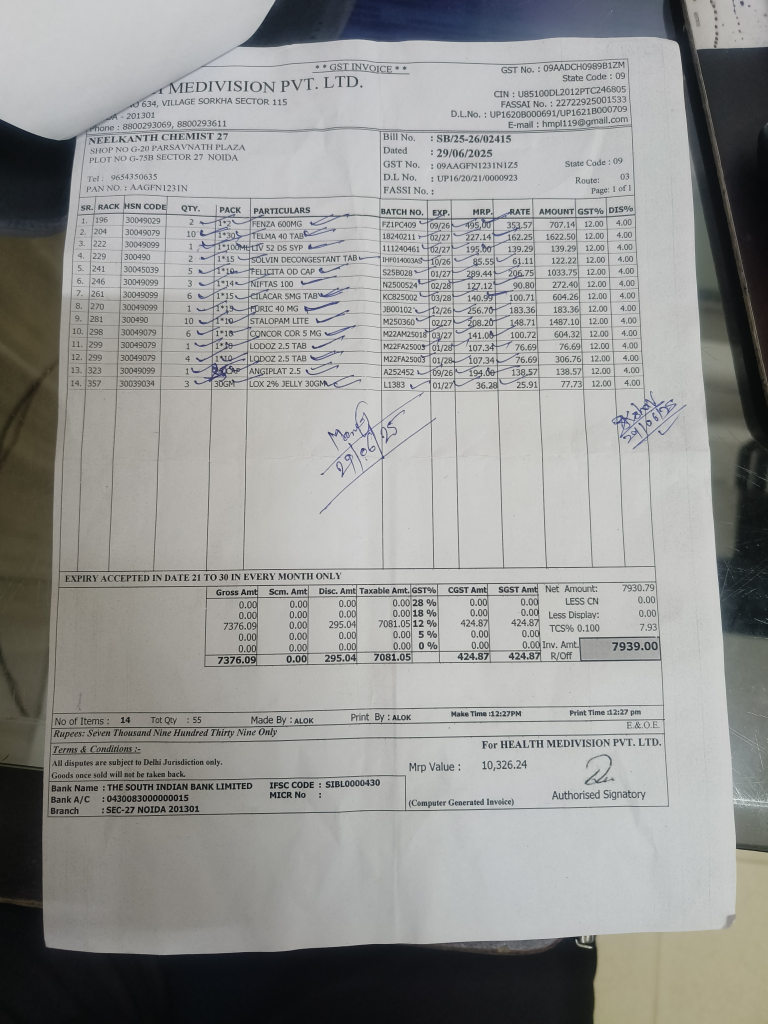 * * GST INVOICE * *
GST No. : 09AADCH0989B1ZM
State Code : 09
MEDIVISION PVT. LTD.
CIN : U85100DL2012PTC246805
634, VILLAGE SORKHA SECTOR 115
FASSAI No. : 22722925001533
- 201301
D.L.No. : UP1620B000691/UP1621B000709
Phone : 8800293069, 8800293611
E-mail : hmpl119@gmail.com
NEELKANTH CHEMIST 27
SHOP NO G-20 PARSAVNATH PLAZA
PLOT NO G-75B SECTOR 27 NOIDA
Tel : 9654350635
PAN NO. : AAGFN1231N
Bill No. : SB/25-26/02415
Dated : 29/06/2025
GST No. : 09AAGFN1231N1Z5 State Code : 09
D.L No. : UP16/20/21/0000923 Route: 03
FASSI No. : Page: 1 of 1
SR. RACK HSN CODE QTY. PACK PARTICULARS BATCH NO. EXP. MRP. RATE AMOUNT GST% DIS%
1. 196 30049029 2 1*2 FENZA 600MG FZ1PC409 09/26 495.00 353.57 707.14 12.00 4.00
2. 204 30049079 10 1*30 TELMA 40 TAB 18240211 02/27 227.14 162.25 1622.50 12.00 4.00
3. 222 30049099 1 1*100ML LIV 52 DS SYP 111240461 02/27 195.00 139.29 139.29 12.00 4.00
4. 229 300490 2 1*15 SOLVIN DECONGESTANT TAB 10/26 85.55 61.11 122.22 12.00 4.00
5. 241 30045039 5 1*10 FELICITA OD CAP S25B028 01/27 289.44 206.75 1033.75 12.00 4.00
6. 246 30049099 3 1*14 NIFTAS 100 N2500524 02/28 127.12 90.80 272.40 12.00 4.00
7. 261 30049099 6 1*15 CILACAR 5MG TAB KC825002 03/28 140.99 100.71 604.26 12.00 4.00
8. 270 30049099 1 FDRIC 40 MG JB00102 12/26 256.70 183.36 183.36 12.00 4.00
9. 281 300490 10 1*10 STALOPAM LITE M250360 02/27 208.20 148.71 1487.10 12.00 4.00
10. 298 30049079 6 1*10 CONCOR COR 5 MG M22AM25018 03/27 141.00 100.72 604.32 12.00 4.00
11. 299 30049079 1 1*10 LODOZ 2.5 TAB M22FA25003 01/28 107.34 76.69 76.69 12.00 4.00
12. 299 30049079 4 1*10 LODOZ 2.5 TAB M22FA25003 01/28 107.34 76.69 306.76 12.00 4.00
13. 323 30049099 1 ANGIPLAT 2.5 A252452 09/26 194.00 138.57 138.57 12.00 4.00
14. 357 30039034 3 30GM LOX 2% JELLY 30GM L1383 01/27 36.28 25.91 77.73 12.00 4.00
29/06/25
EXPIRY ACCEPTED IN DATE 21 TO 30 IN EVERY MONTH ONLY
Gross Amt Scm. Amt Disc. Amt Taxable Amt. GST% CGST Amt SGST Amt
0.00 0.00 0.00 0.00 28 % 0.00 0.00
0.00 0.00 0.00 0.00 18 % 0.00 0.00
7376.09 0.00 295.04 7081.05 12 % 424.87 424.87
0.00 0.00 0.00 0.00 5 % 0.00 0.00
0.00 0.00 0.00 0.00 0 % 0.00 0.00
7376.09 0.00 295.04 7081.05 424.87 424.87
Net Amount: 7930.79
LESS CN 0.00
Less Display: 0.00
TCS% 0.100 7.93
Inv. Amt. 7939.00
R/Off
No of Items : 14 Tot Qty : 55 Made By : ALOK Print By : ALOK Make Time :12:27PM Print Time :12:27 pm
Rupees: Seven Thousand Nine Hundred Thirty Nine Only E.& O.E.
Terms & Conditions :-
All disputes are subject to Delhi Jurisdiction only.
Goods once sold will not be taken back.
For HEALTH MEDIVISION PVT. LTD.
Mrp Value : 10,326.24
Bank Name : THE SOUTH INDIAN BANK LIMITED IFSC CODE : SIBL0000430
Bank A/C : 0430083000000015 MICR No :
Branch : SEC-27 NOIDA 201301
(Computer Generated Invoice)
Authorised Signatory